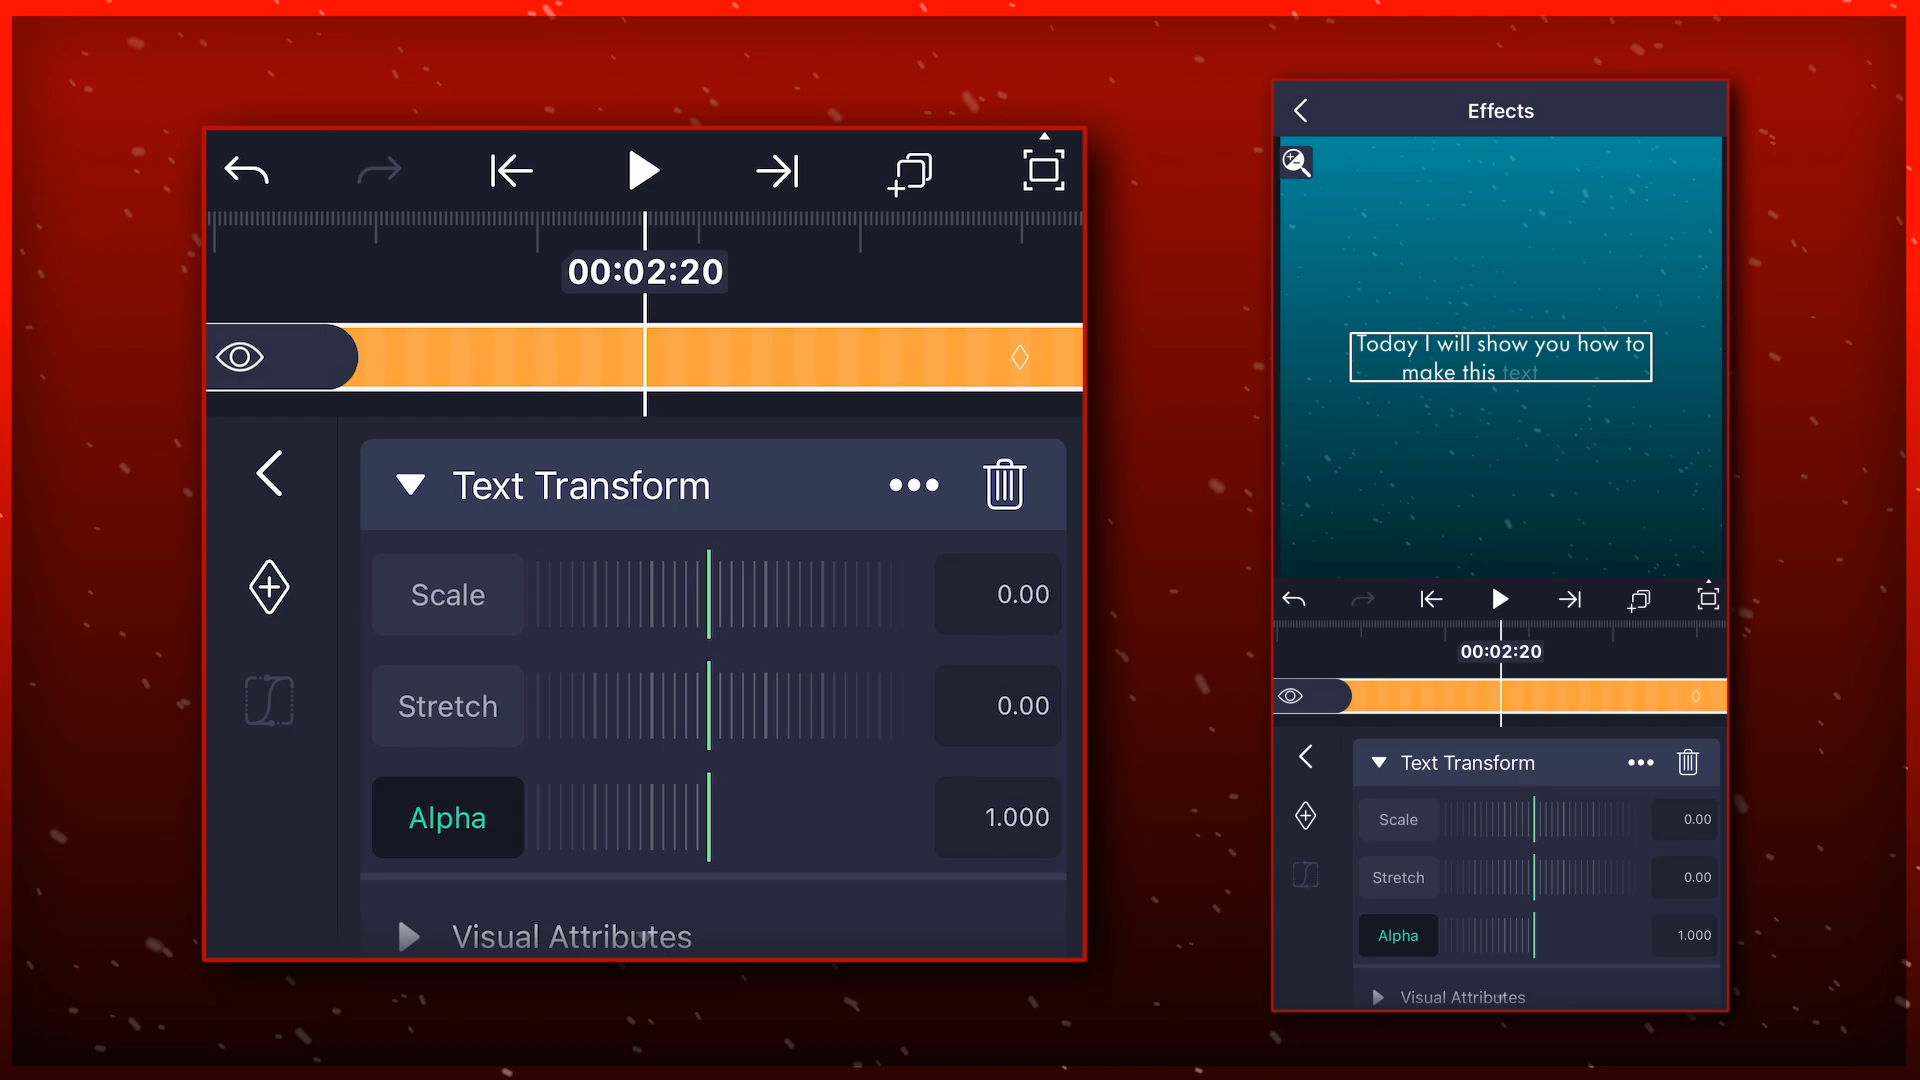 00:02:20
Text Transform
Scale 0.00
Stretch 0.00
Alpha 1.000
Visual Attributes
Effects
Today I will show you how to
make this text
00:02:20
Text Transform
Scale 0.00
Stretch 0.00
Alpha 1.000
Visual Attributes